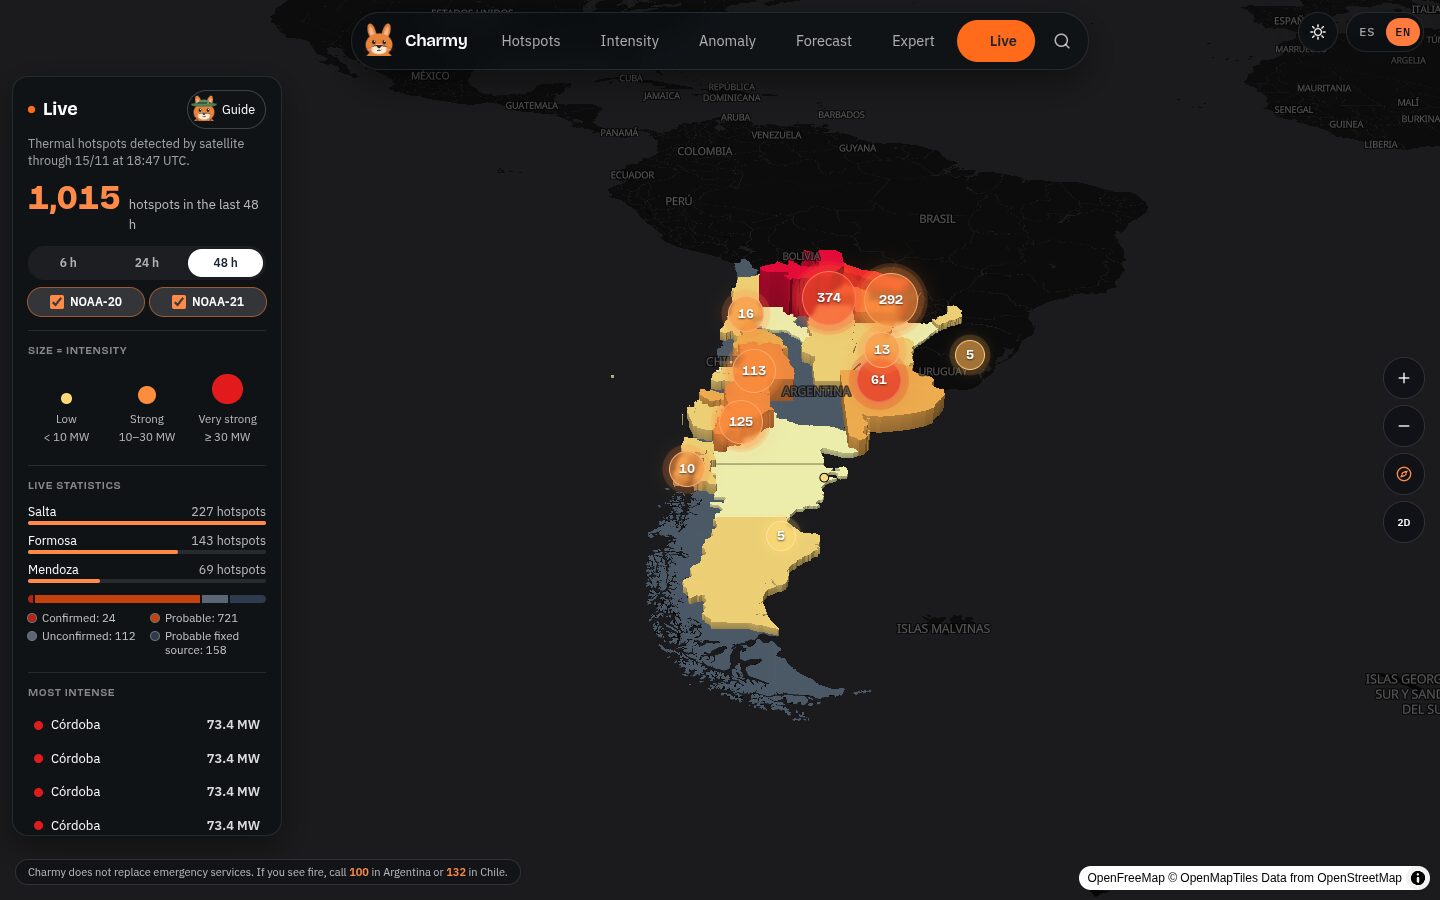 Charmy
Hotspots
Intensity
Anomaly
Forecast
Expert
Live
ES
EN
Live
Guide
Thermal hotspots detected by satellite
through 15/11 at 18:47 UTC.
1,015 hotspots in the last 48
h
6 h
24 h
48 h
NOAA-20
NOAA-21
SIZE = INTENSITY
Low
Strong
Very strong
< 10 MW
10–30 MW
≥ 30 MW
LIVE STATISTICS
Salta 227 hotspots
Formosa 143 hotspots
Mendoza 69 hotspots
Confirmed: 24
Probable: 721
Unconfirmed: 112
Probable fixed
source: 158
MOST INTENSE
Córdoba 73.4 MW
Córdoba 73.4 MW
Córdoba 73.4 MW
Córdoba 73.4 MW
Charmy does not replace emergency services. If you see fire, call 100 in Argentina or 132 in Chile.
MÉXICO
CUBA
JAMAICA
REPÚBLICA
DOMINICANA
GUATEMALA
ARUBA
BARBADOS
PANAMÁ
VENEZUELA
COLOMBIA
GUYANA
ECUADOR
PERÚ
BRASIL
BOLIVIA
374
292
16
13
5
113
61
URUGUAY
ARGENTINA
125
10
5
ISLAS MALVINAS
ARGELIA
MAURITANIA
MALÍ
SENEGAL
GUINEA
LIBERIA
ISLAS GEORG
SUR Y SAND
DEL SU
2D
OpenFreeMap © OpenMapTiles Data from OpenStreetMap